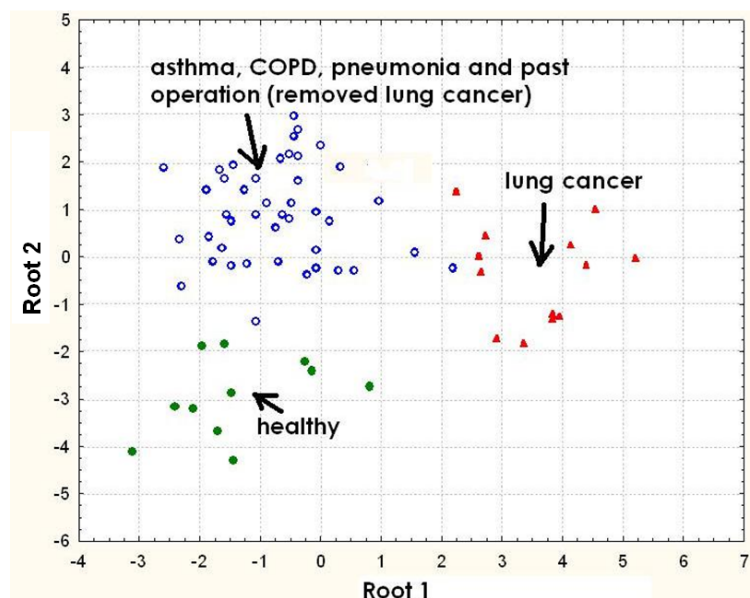 5
4
3
2
1
0
-1
-2
-3
-4
-5
-6
Root 2
asthma, COPD, pneumonia and past
operation (removed lung cancer)
lung cancer
healthy
-4 -3 -2 -1 0 1 2 3 4 5 6 7
Root 1